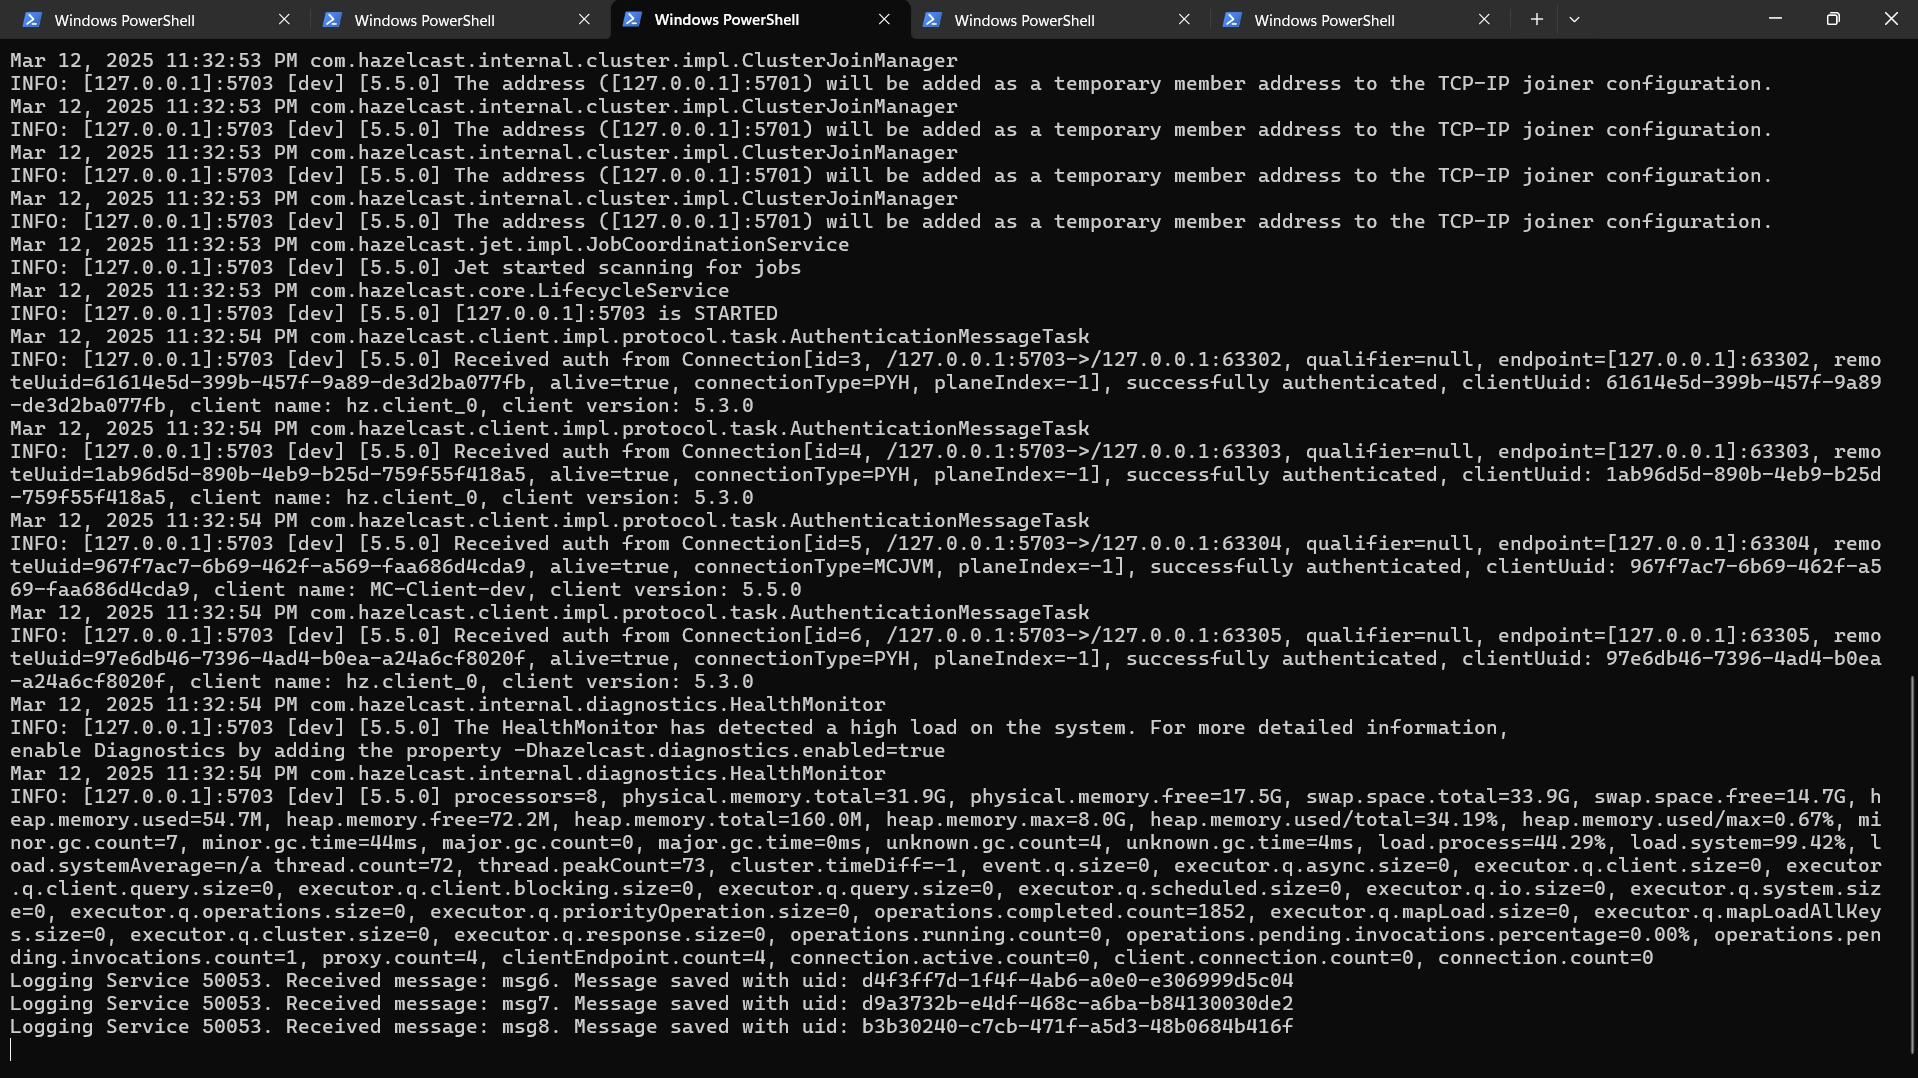 Windows PowerShell
Windows PowerShell
Windows PowerShell
Windows PowerShell
Windows PowerShell
Mar 12, 2025 11:32:53 PM com.hazelcast.internal.cluster.impl.ClusterJoinManager
INFO: [127.0.0.1]:5703 [dev] [5.5.0] The address ([127.0.0.1]:5701) will be added as a temporary member address to the TCP-IP joiner configuration.
Mar 12, 2025 11:32:53 PM com.hazelcast.internal.cluster.impl.ClusterJoinManager
INFO: [127.0.0.1]:5703 [dev] [5.5.0] The address ([127.0.0.1]:5701) will be added as a temporary member address to the TCP-IP joiner configuration.
Mar 12, 2025 11:32:53 PM com.hazelcast.internal.cluster.impl.ClusterJoinManager
INFO: [127.0.0.1]:5703 [dev] [5.5.0] The address ([127.0.0.1]:5701) will be added as a temporary member address to the TCP-IP joiner configuration.
Mar 12, 2025 11:32:53 PM com.hazelcast.internal.cluster.impl.ClusterJoinManager
INFO: [127.0.0.1]:5703 [dev] [5.5.0] The address ([127.0.0.1]:5701) will be added as a temporary member address to the TCP-IP joiner configuration.
Mar 12, 2025 11:32:53 PM com.hazelcast.jet.impl.JobCoordinationService
INFO: [127.0.0.1]:5703 [dev] [5.5.0] Jet started scanning for jobs
Mar 12, 2025 11:32:53 PM com.hazelcast.core.LifecycleService
INFO: [127.0.0.1]:5703 [dev] [5.5.0] [127.0.0.1]:5703 is STARTED
Mar 12, 2025 11:32:54 PM com.hazelcast.client.impl.protocol.task.AuthenticationMessageTask
INFO: [127.0.0.1]:5703 [dev] [5.5.0] Received auth from Connection[id=3, /127.0.0.1:5703->/127.0.0.1:63302, qualifier=null, endpoint=[127.0.0.1]:63302, remo
teUuid=61614e5d-399b-457f-9a89-de3d2ba077fb, alive=true, connectionType=PYH, planeIndex=-1], successfully authenticated, clientUuid: 61614e5d-399b-457f-9a89
-de3d2ba077fb, client name: hz.client_0, client version: 5.3.0
Mar 12, 2025 11:32:54 PM com.hazelcast.client.impl.protocol.task.AuthenticationMessageTask
INFO: [127.0.0.1]:5703 [dev] [5.5.0] Received auth from Connection[id=4, /127.0.0.1:5703->/127.0.0.1:63303, qualifier=null, endpoint=[127.0.0.1]:63303, remo
teUuid=1ab96d5d-890b-4eb9-b25d-759f55f418a5, alive=true, connectionType=PYH, planeIndex=-1], successfully authenticated, clientUuid: 1ab96d5d-890b-4eb9-b25d
-759f55f418a5, client name: hz.client_0, client version: 5.3.0
Mar 12, 2025 11:32:54 PM com.hazelcast.client.impl.protocol.task.AuthenticationMessageTask
INFO: [127.0.0.1]:5703 [dev] [5.5.0] Received auth from Connection[id=5, /127.0.0.1:5703->/127.0.0.1:63304, qualifier=null, endpoint=[127.0.0.1]:63304, remo
teUuid=967f7ac7-6b69-462f-a569-faa686d4cda9, alive=true, connectionType=MCJVM, planeIndex=-1], successfully authenticated, clientUuid: 967f7ac7-6b69-462f-a5
69-faa686d4cda9, client name: MC-Client-dev, client version: 5.5.0
Mar 12, 2025 11:32:54 PM com.hazelcast.client.impl.protocol.task.AuthenticationMessageTask
INFO: [127.0.0.1]:5703 [dev] [5.5.0] Received auth from Connection[id=6, /127.0.0.1:5703->/127.0.0.1:63305, qualifier=null, endpoint=[127.0.0.1]:63305, remo
teUuid=97e6db46-7396-4ad4-b0ea-a24a6cf8020f, alive=true, connectionType=PYH, planeIndex=-1], successfully authenticated, clientUuid: 97e6db46-7396-4ad4-b0ea
-a24a6cf8020f, client name: hz.client_0, client version: 5.3.0
Mar 12, 2025 11:32:54 PM com.hazelcast.internal.diagnostics.HealthMonitor
INFO: [127.0.0.1]:5703 [dev] [5.5.0] The HealthMonitor has detected a high load on the system. For more detailed information,
enable Diagnostics by adding the property -Dhazelcast.diagnostics.enabled=true
Mar 12, 2025 11:32:54 PM com.hazelcast.internal.diagnostics.HealthMonitor
INFO: [127.0.0.1]:5703 [dev] [5.5.0] processors=8, physical.memory.total=31.9G, physical.memory.free=17.5G, swap.space.total=33.9G, swap.space.free=14.7G, h
eap.memory.used=54.7M, heap.memory.free=72.2M, heap.memory.total=160.0M, heap.memory.max=8.0G, heap.memory.used/total=34.19%, heap.memory.used/max=0.67%, mi
nor.gc.count=7, minor.gc.time=44ms, major.gc.count=0, major.gc.time=0ms, unknown.gc.count=4, unknown.gc.time=4ms, load.process=44.29%, load.system=99.42%, l
oad.systemAverage=n/a thread.count=72, thread.peakCount=73, cluster.timeDiff=-1, event.q.size=0, executor.q.async.size=0, executor.q.client.size=0, executor
.q.client.query.size=0, executor.q.client.blocking.size=0, executor.q.query.size=0, executor.q.scheduled.size=0, executor.q.io.size=0, executor.q.system.siz
e=0, executor.q.operations.size=0, executor.q.priorityOperation.size=0, operations.completed.count=1852, executor.q.mapLoad.size=0, executor.q.mapLoadAllKey
s.size=0, executor.q.cluster.size=0, executor.q.response.size=0, operations.running.count=0, operations.pending.invocations.percentage=0.00%, operations.pen
ding.invocations.count=1, proxy.count=4, clientEndpoint.count=4, connection.active.count=0, client.connection.count=0, connection.count=0
Logging Service 50053. Received message: msg6. Message saved with uid: d4f3ff7d-1f4f-4ab6-a0e0-e306999d5c04
Logging Service 50053. Received message: msg7. Message saved with uid: d9a3732b-e4df-468c-a6ba-b84130030de2
Logging Service 50053. Received message: msg8. Message saved with uid: b3b30240-c7cb-471f-a5d3-48b0684b416f